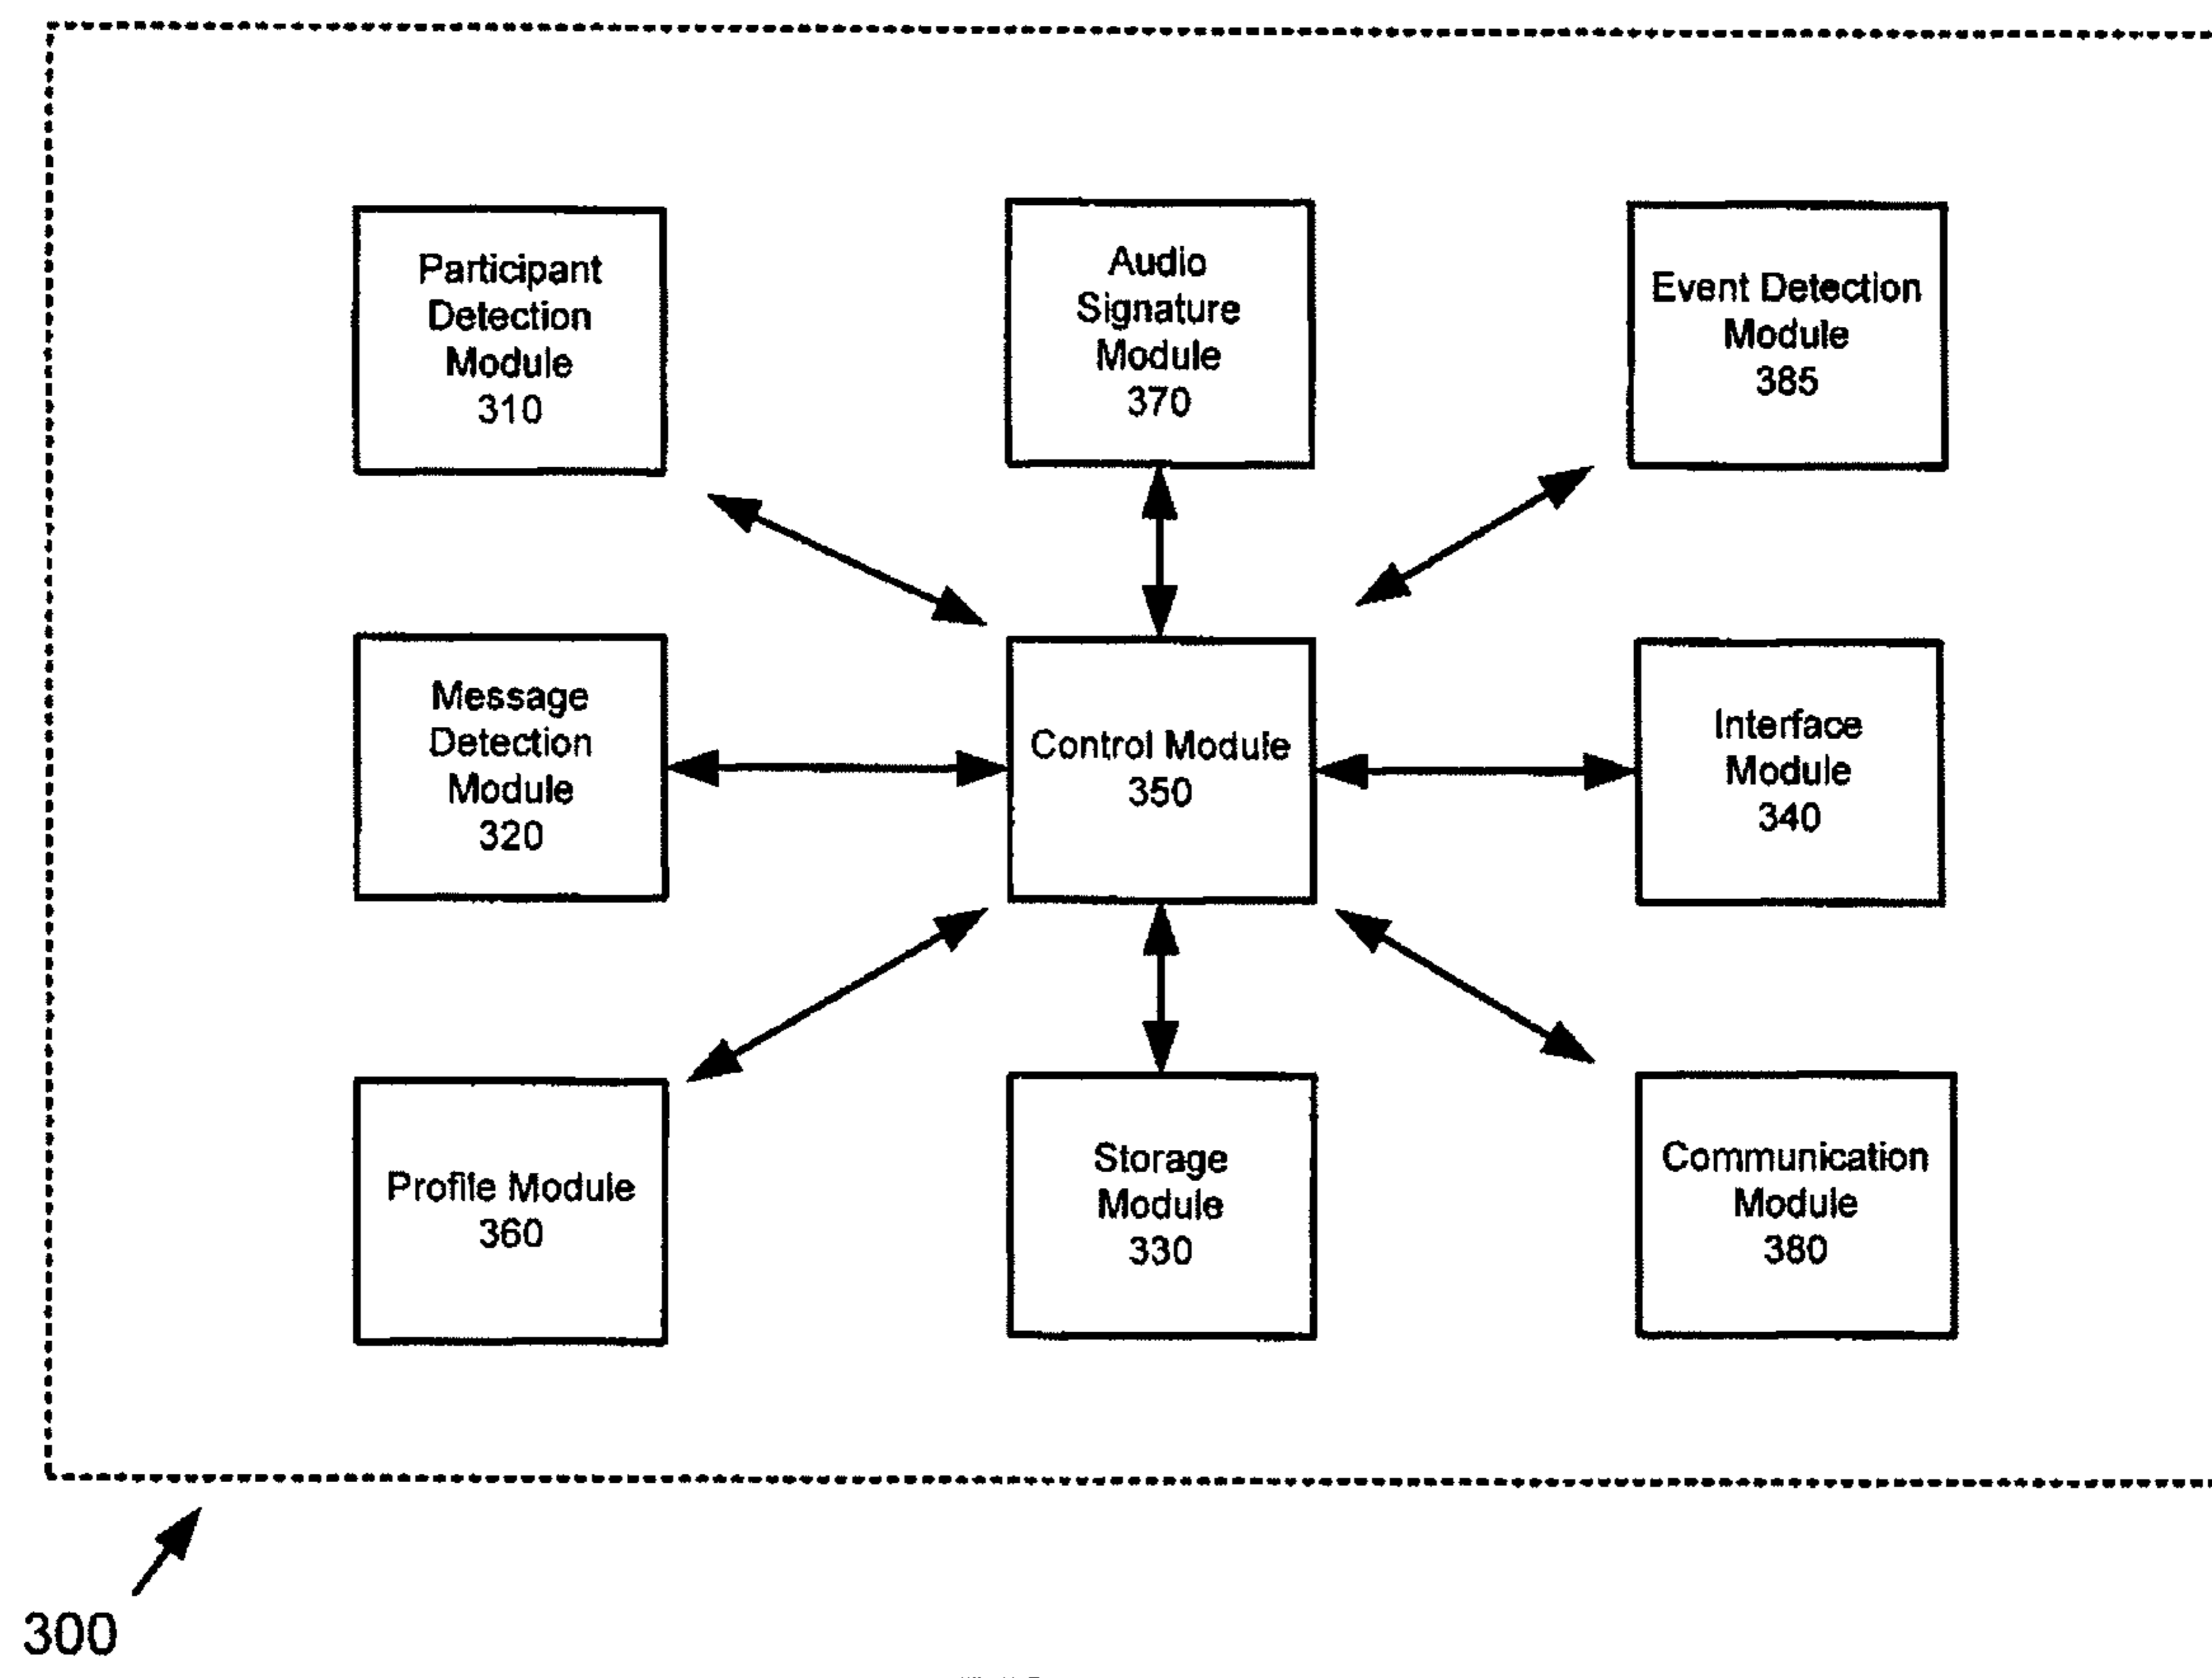 Participant
Detection
Module
310
Audio
Signature
Module
370
Event Detection
Module
385
Message
Detection
Module
320
Control Module
350
Interface
Module
340
Profile Module
360
Storage
Module
330
Communication
Module
380
300